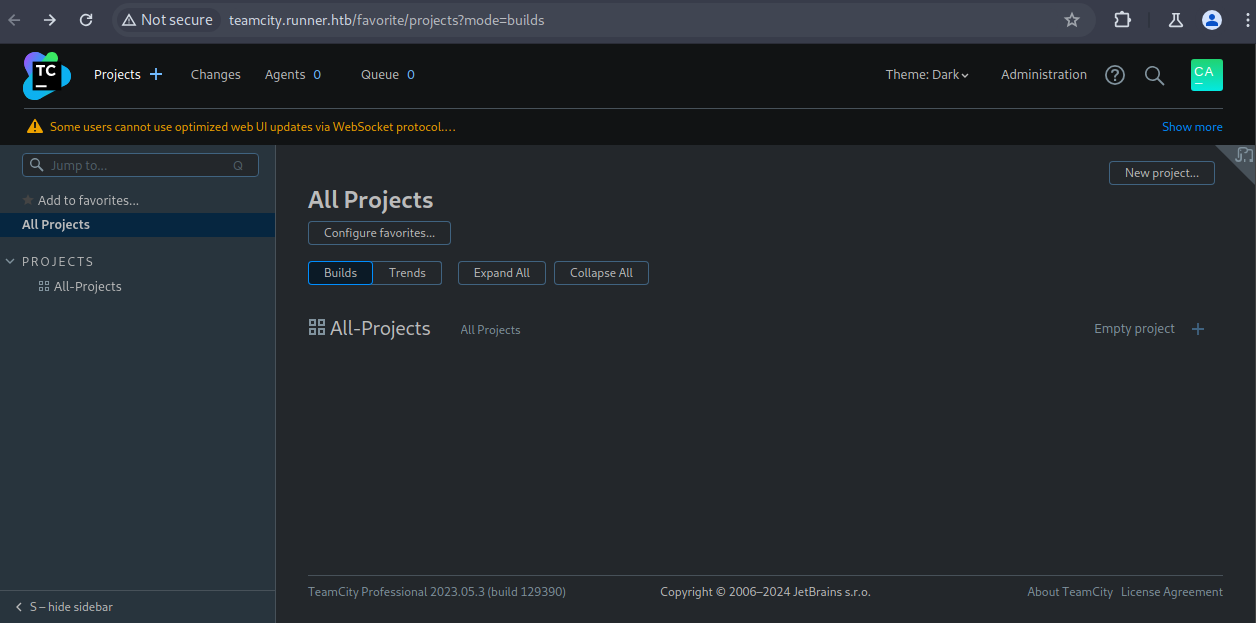 Not secure teamcity.runner.htb/favorite/projects?mode=builds
TC Projects + Changes Agents 0 Queue 0 Theme: Dark Administration ? CA
Some users cannot use optimized web UI updates via WebSocket protocol.... Show more
Jump to... Q
New project...
Add to favorites...
All Projects
All Projects
Configure favorites...
PROJECTS
Builds Trends Expand All Collapse All
All-Projects
All-Projects All Projects Empty project +
TeamCity Professional 2023.05.3 (build 129390) Copyright © 2006–2024 JetBrains s.r.o. About TeamCity License Agreement
S – hide sidebar